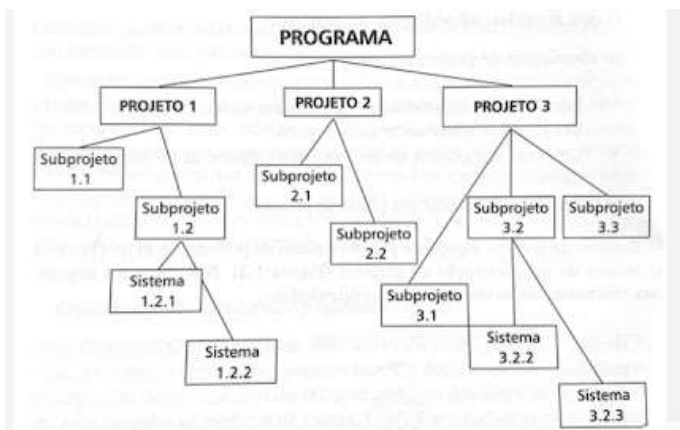 PROGRAMA
PROJETO 1
PROJETO 2
PROJETO 3
Subprojeto
1.1
Subprojeto
2.1
Subprojeto
1.2
Subprojeto
3.2
Subprojeto
3.3
Subprojeto
2.2
Sistema
1.2.1
Subprojeto
3.1
Sistema
1.2.2
Sistema
3.2.2
Sistema
3.2.3